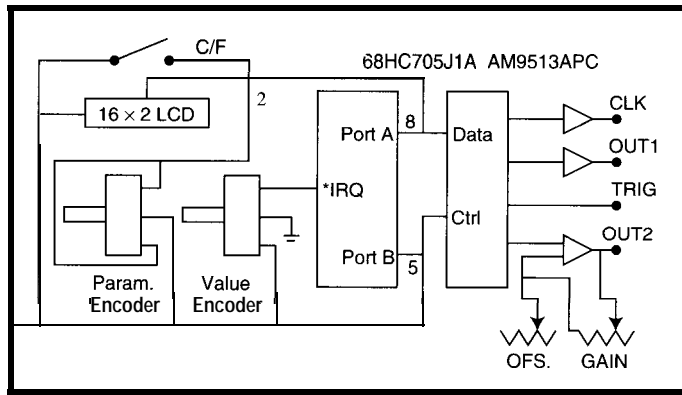 C/F
68HC705J1A AM9513APC
16 × 2 LCD
2
8
CLK
Port A
Data
OUT1
*IRQ
TRIG
Ctrl
OUT2
Port B
5
Param.
Encoder
Value
Encoder
OFS.
GAIN